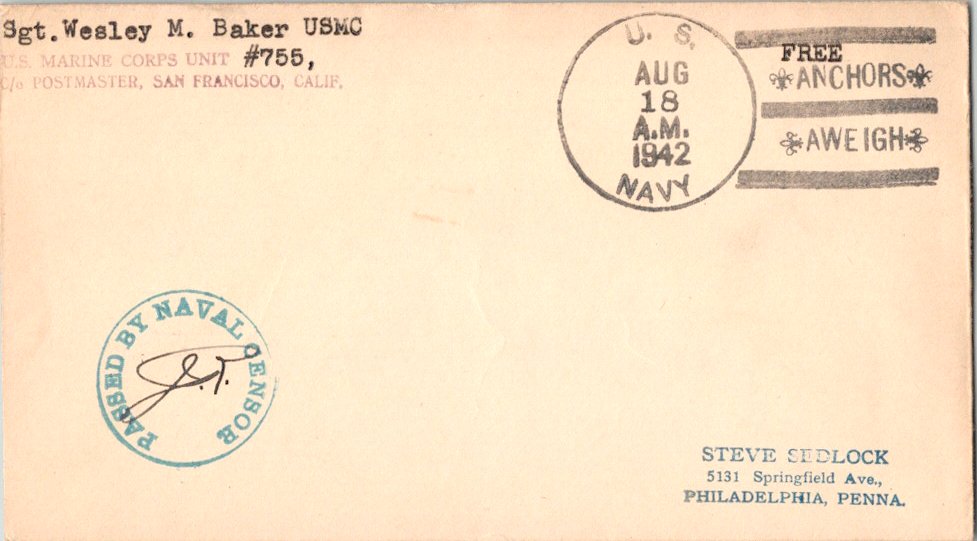 Sgt. Wesley M. Baker USMC
U.S. MARINE CORPS UNIT #755,
C/o POSTMASTER, SAN FRANCISCO, CALIF.
U. S.
AUG
18
A.M.
1942
NAVY
FREE
ANCHORS
AWEIGH
PASSED BY NAVAL CENSOR
J.T.
STEVE SEDLOCK
5131 Springfield Ave.,
PHILADELPHIA, PENNA.